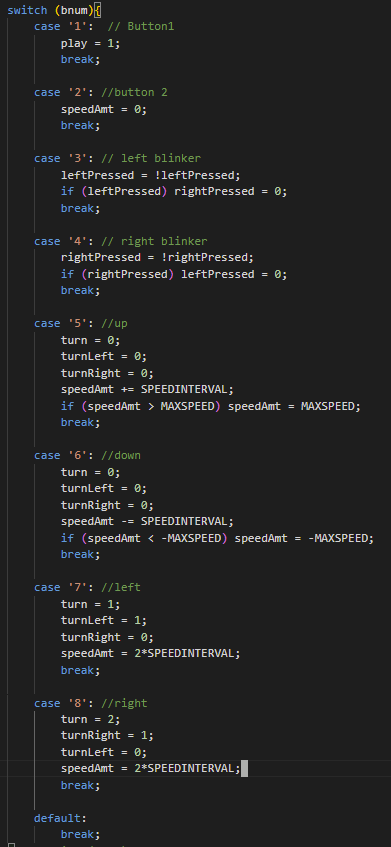 switch (bnum){
    case '1':  // Button1
        play = 1;
        break;

    case '2': //button 2
        speedAmt = 0;
        break;

    case '3': // left blinker
        leftPressed = !leftPressed;
        if (leftPressed) rightPressed = 0;
        break;

    case '4': // right blinker
        rightPressed = !rightPressed;
        if (rightPressed) leftPressed = 0;
        break;

    case '5': //up
        turn = 0;
        turnLeft = 0;
        turnRight = 0;
        speedAmt += SPEEDINTERVAL;
        if (speedAmt > MAXSPEED) speedAmt = MAXSPEED;
        break;

    case '6': //down
        turn = 0;
        turnLeft = 0;
        turnRight = 0;
        speedAmt -= SPEEDINTERVAL;
        if (speedAmt < -MAXSPEED) speedAmt = -MAXSPEED;
        break;

    case '7': //left
        turn = 1;
        turnLeft = 1;
        turnRight = 0;
        speedAmt = 2*SPEEDINTERVAL;
        break;

    case '8': //right
        turn = 2;
        turnRight = 1;
        turnLeft = 0;
        speedAmt = 2*SPEEDINTERVAL;
        break;

    default:
        break;